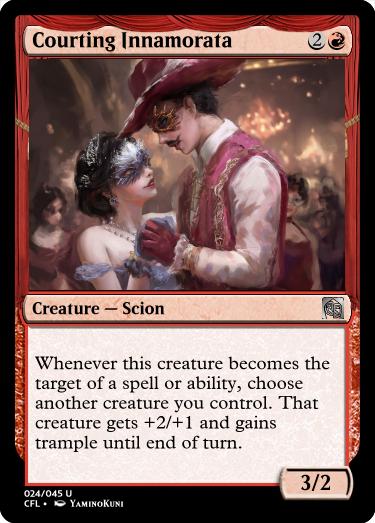 Courting Innamorata 2
Creature — Scion
Whenever this creature becomes the
target of a spell or ability, choose
another creature you control. That
creature gets +2/+1 and gains
trample until end of turn.
3/2
024/045 U
CFL • YaminoKuni